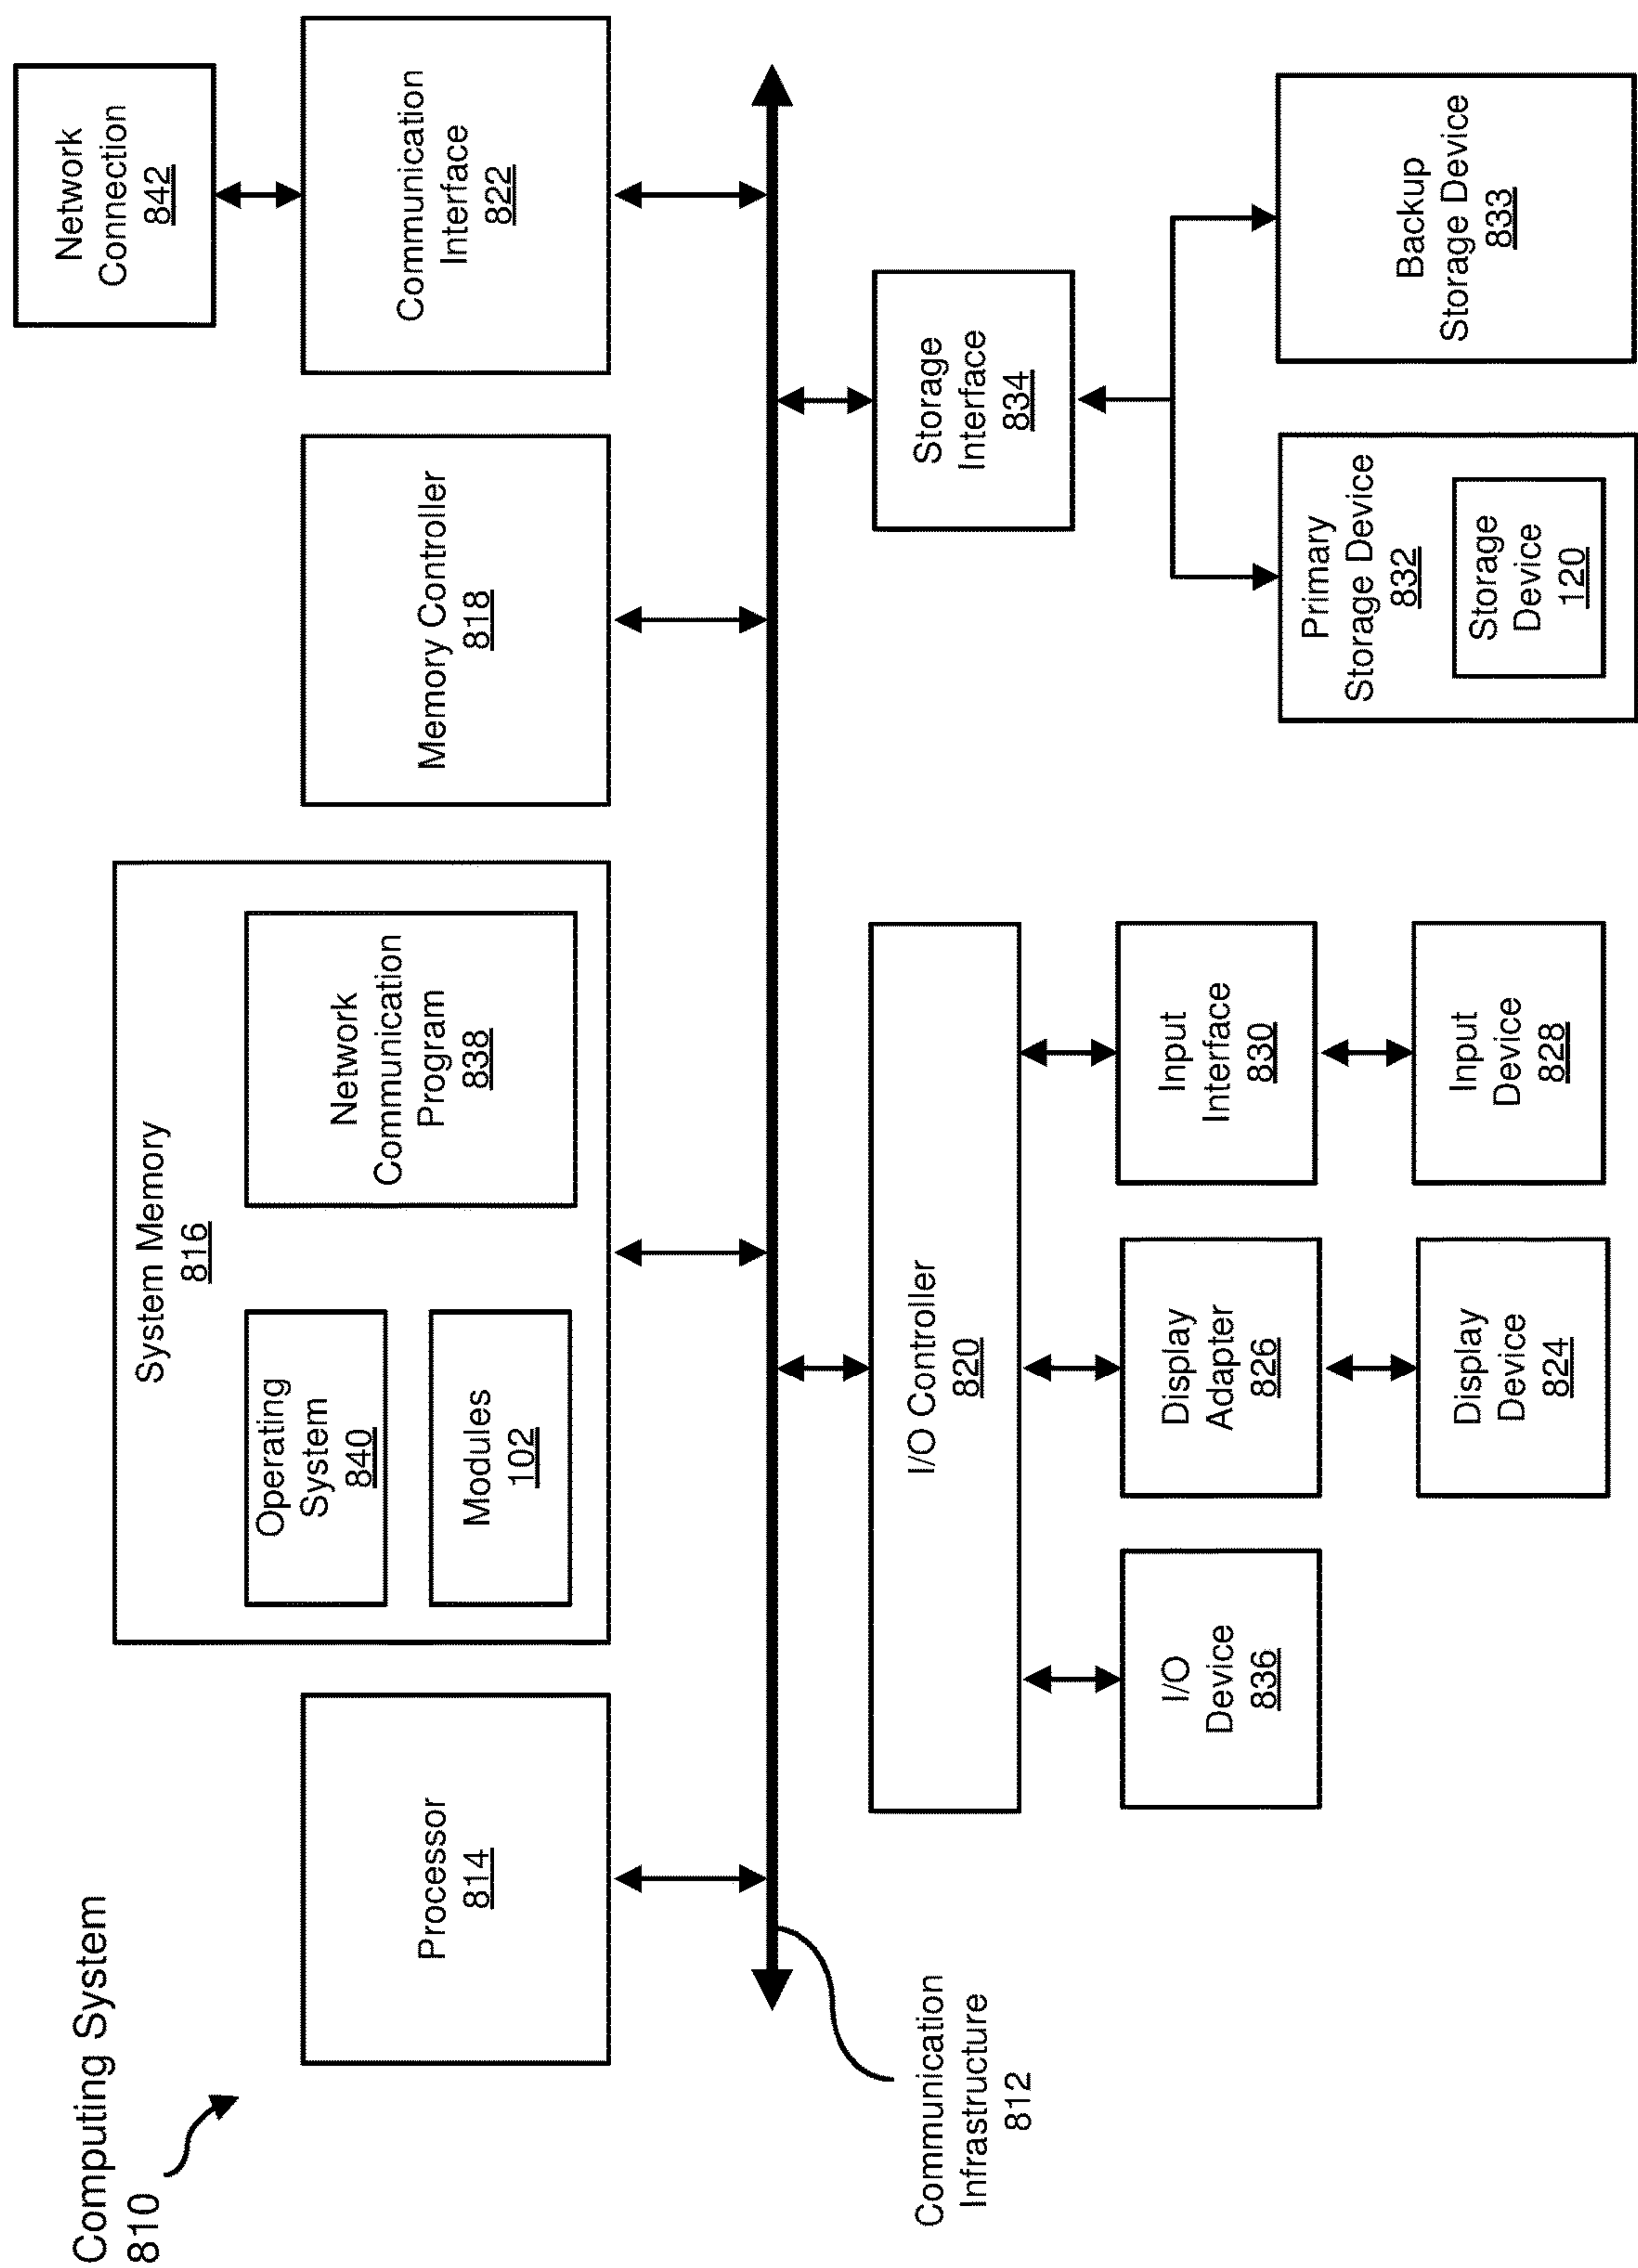 Computing System
810
Processor
814
System Memory
816
Operating
System
840
Modules
102
Network
Communication
Program
838
Memory Controller
818
Communication
Interface
822
Network
Connection
842
Communication
Infrastructure
812
I/O Controller
820
I/O
Device
836
Display
Adapter
826
Input
Interface
830
Display
Device
824
Input
Device
828
Storage
Interface
834
Primary
Storage Device
832
Storage
Device
120
Backup
Storage Device
833